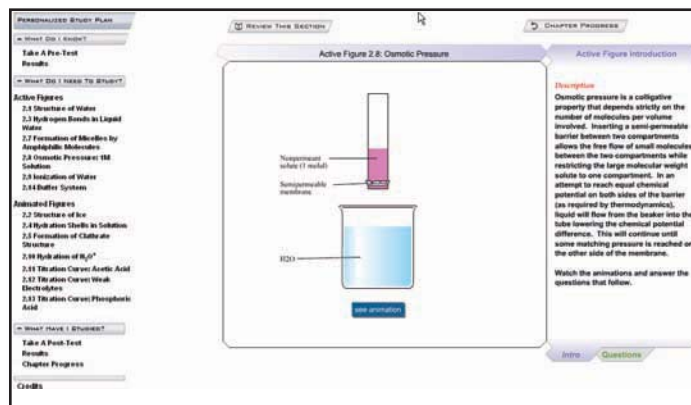 PERSONALIZED STUDY PLAN
WHAT DO I KNOW?
Take A Pre-Test
Results
WHAT DO I NEED TO STUDY?
Active Figures
2.1 Structure of Water
2.3 Hydrogen Bonds in Liquid
Water
2.7 Formation of Micelles by
Amphiphilic Molecules
2.8 Osmotic Pressure: 1M
Solution
2.9 Ionization of Water
2.14 Buffer System
Animated Figures
2.2 Structure of Ice
2.4 Hydration Shells in Solution
2.5 Formation of Clathrate
Structure
2.10 Hydration of H₃O⁺
2.11 Titration Curve: Acetic Acid
2.12 Titration Curve: Weak
Electrolytes
2.13 Titration Curve: Phosphoric
Acid
WHAT HAVE I STUDIED?
Take A Post-Test
Results
Chapter Progress
Credits
REVIEW THIS SECTION
CHAPTER PROGRESS
Active Figure 2.8: Osmotic Pressure
Nonpermeant
solute (1 molal)
Semipermeable
membrane
H2O
see animation
Active Figure Introduction
Description
Osmotic pressure is a colligative
property that depends strictly on the
number of molecules per volume
involved. Inserting a semi-permeable
barrier between two compartments
allows the free flow of small molecules
between the two compartments while
restricting the large molecular weight
solute to one compartment. In an
attempt to reach equal chemical
potential on both sides of the barrier
(as required by thermodynamics),
liquid will flow from the beaker into the
tube lowering the chemical potential
difference. This will continue until
some matching pressure is reached on
the other side of the membrane.
Watch the animations and answer the
questions that follow.
Intro
Questions